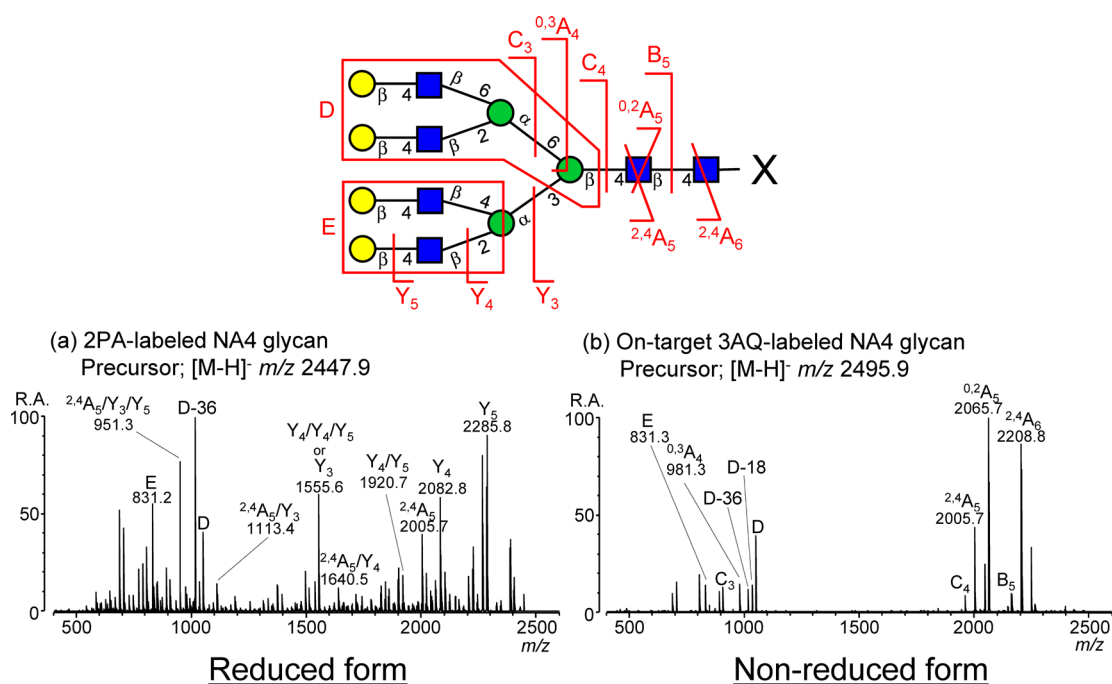 C3
0,3A4
C4
B5
D
β 4 β 6
α
β 4 β 2
6
0,2A5
β 4 β
X
β 4 β 4
3
E
α
2,4A5
2,4A6
β 4 β 2
Y5
Y4
Y3
(a) 2PA-labeled NA4 glycan
Precursor; [M-H]- m/z 2447.9
R.A.
100
50
0
2,4A5/Y3/Y5
951.3
D-36
E
831.2
D
2,4A5/Y3
1113.4
Y4/Y4/Y5
or
Y3
1555.6
2,4A5/Y4
1640.5
Y4/Y5
1920.7
2,4A5
2005.7
Y4
2082.8
Y5
2285.8
500 1000 1500 2000 2500
m/z
Reduced form
(b) On-target 3AQ-labeled NA4 glycan
Precursor; [M-H]- m/z 2495.9
R.A.
100
50
0
E
831.3
0,3A4
981.3
D-36
D-18
D
C3
0,2A5
2065.7
2,4A6
2208.8
2,4A5
2005.7
C4
B5
500 1000 1500 2000 2500
m/z
Non-reduced form